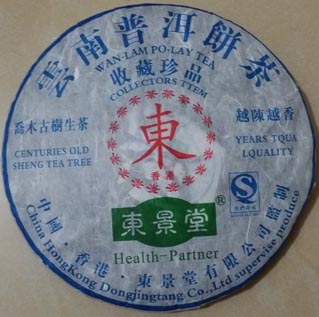 雲南普洱餅茶
WAN-LAM PO-LAY TEA
收藏珍品
COLLECTORS TTEM
喬木古樹生茶
CENTURIES OLD
SHENG TEA TREE
越陳越香
YEARS TQUA
LQUALITY
東
香港
東景堂®
Health-Partner
中國·香港·東景堂有限公司監製
China HongKong Dongjingtang Co.,Ltd supervise produce